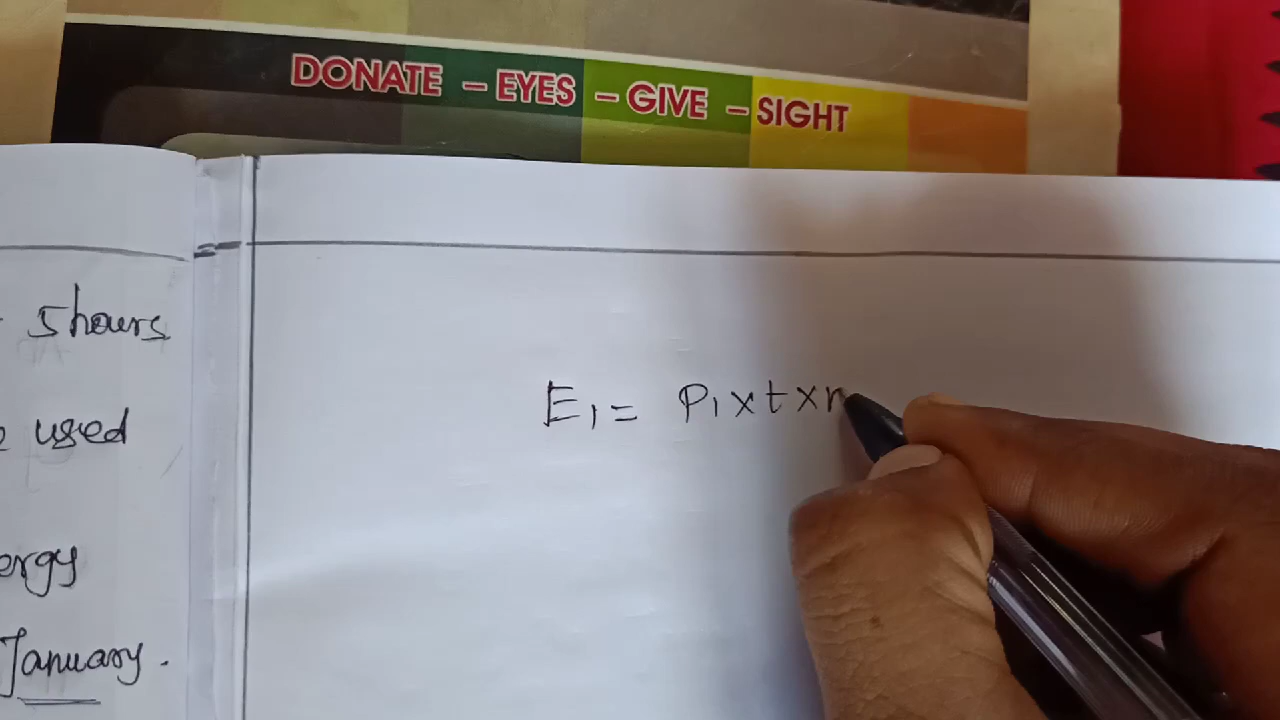 DONATE – EYES – GIVE – SIGHT
5 hours
used
E1 = P1 x t x n
ergy
January.